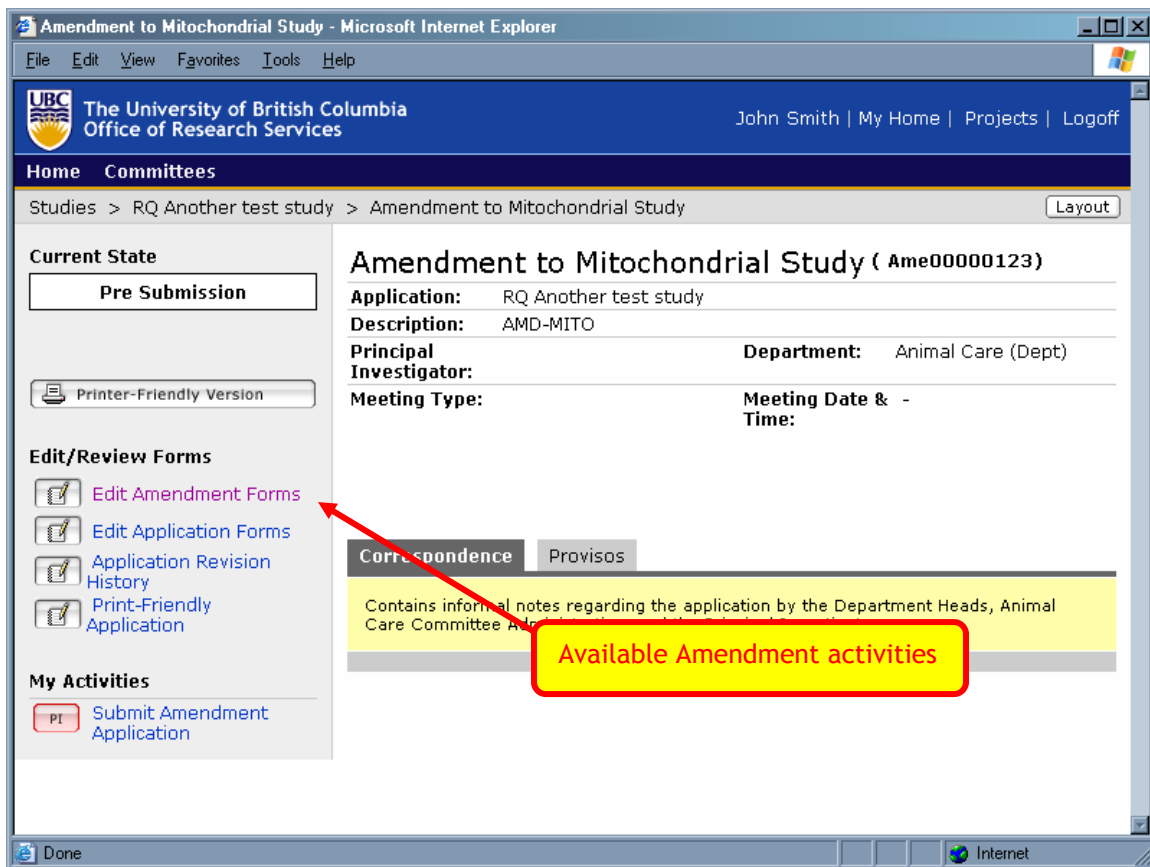 Amendment to Mitochondrial Study - Microsoft Internet Explorer
File Edit View Favorites Tools Help
UBC
The University of British Columbia
Office of Research Services
John Smith | My Home | Projects | Logoff
Home Committees
Studies > RQ Another test study > Amendment to Mitochondrial Study
Layout
Current State
Pre Submission
Printer-Friendly Version
Edit/Review Forms
Edit Amendment Forms
Edit Application Forms
Application Revision
History
Print-Friendly
Application
My Activities
PI
Submit Amendment
Application
Amendment to Mitochondrial Study ( Ame00000123)
Application: RQ Another test study
Description: AMD-MITO
Principal
Investigator:
Department: Animal Care (Dept)
Meeting Type:
Meeting Date & -
Time:
Correspondence Provisos
Contains informal notes regarding the application by the Department Heads, Animal
Care Committee
Available Amendment activities
Done
Internet